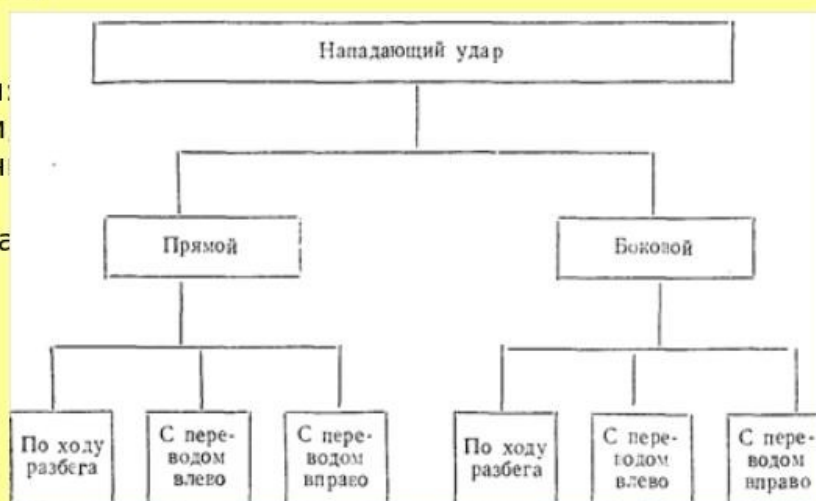 Нападающий удар
Прямой
Боковой
По ходу
разбега
С пере-
водом
влево
С пере-
водом
вправо
По ходу
разбега
С пере-
водом
влево
С пере-
водом
вправо